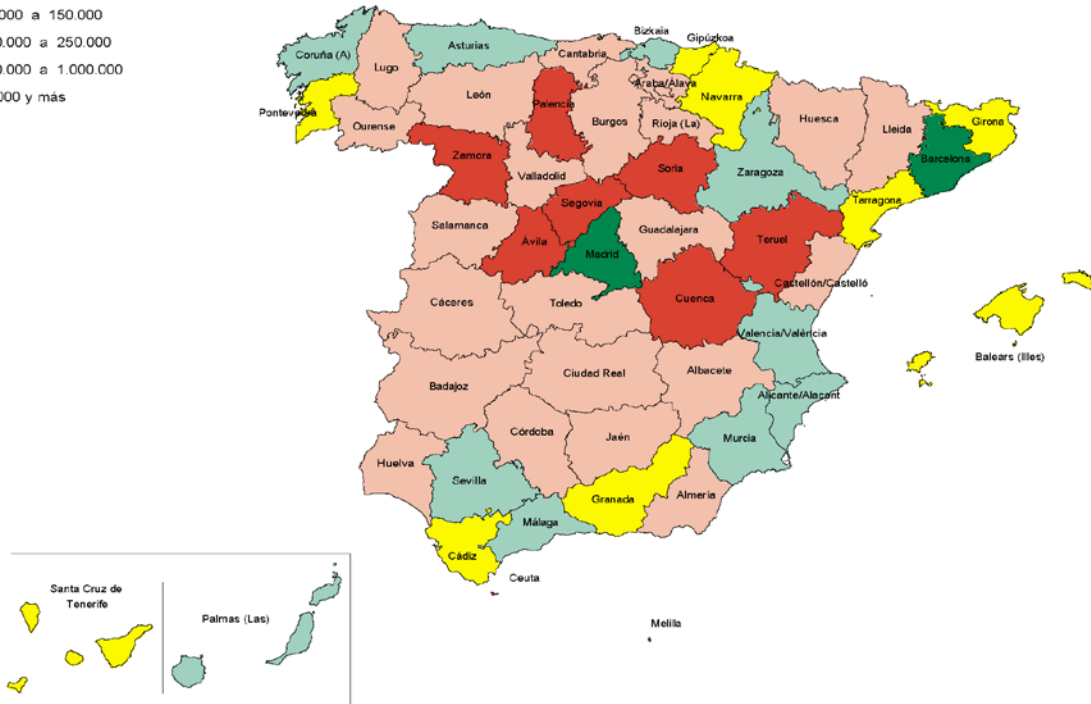 000 a 150.000
0.000 a 250.000
0.000 a 1.000.000
000 y más
Coruña (A)
Lugo
Asturias
Cantabria
Bizkaia
Gipúzkoa
Araba/Álava
Navarra
Pontevedra
Ourense
León
Palencia
Burgos
Rioja (La)
Huesca
Lleida
Girona
Barcelona
Zamora
Valladolid
Soria
Zaragoza
Tarragona
Segovia
Salamanca
Ávila
Madrid
Guadalajara
Teruel
Castellón/Castelló
Cáceres
Toledo
Cuenca
Valencia/València
Balears (Illes)
Badajoz
Ciudad Real
Albacete
Alicante/Alacant
Córdoba
Jaén
Murcia
Huelva
Sevilla
Granada
Almería
Málaga
Cádiz
Ceuta
Melilla
Santa Cruz de
Tenerife
Palmas (Las)